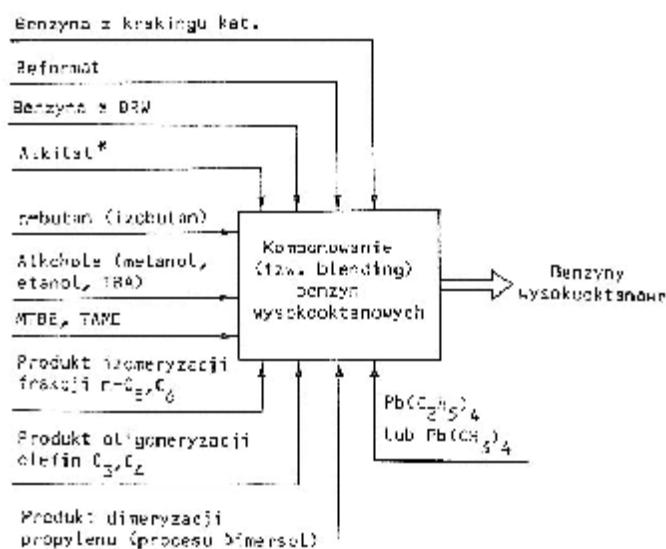 Benzyna z krakingu kat.
Reformat
Benzyna z DRW
Alkilat*
n-butan (izobutan)
Alkohole (metanol,
etanol, TBA)
MTBE, TAME
Produkt izomeryzacji
frakcji n-C5,C6
Produkt oligomeryzacji
olefin C3,C4
Produkt dimeryzacji
propylenu (procesu Dimersol)
Komponowanie
(tzw. blending)
benzyn
wysokooktanowych
Pb(C2H5)4
lub Pb(CH3)4
Benzyny
wysokooktanowe